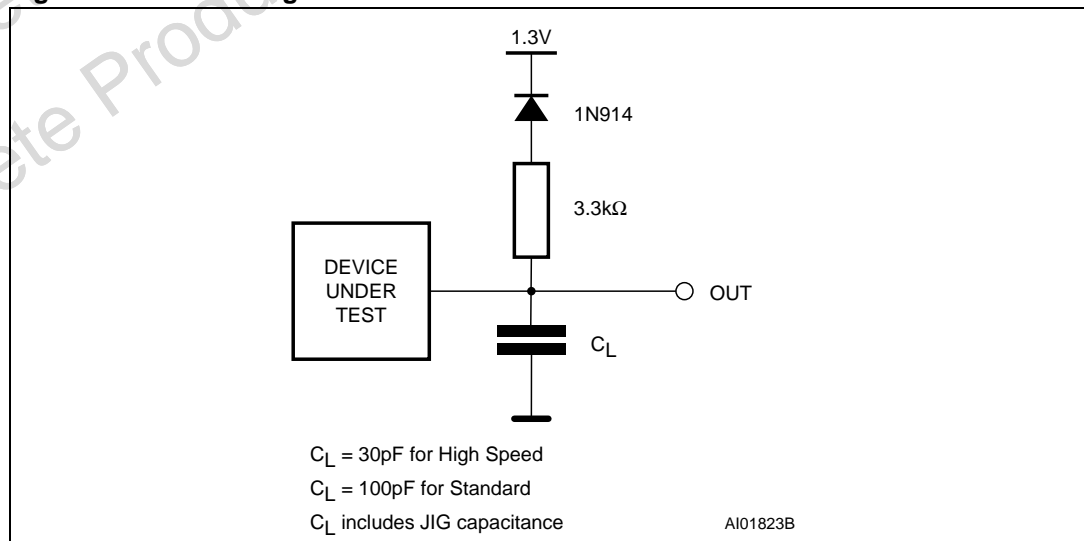 1.3V
1N914
3.3kΩ
DEVICE
UNDER
TEST
OUT
CL
CL = 30pF for High Speed
CL = 100pF for Standard
CL includes JIG capacitance
AI01823B